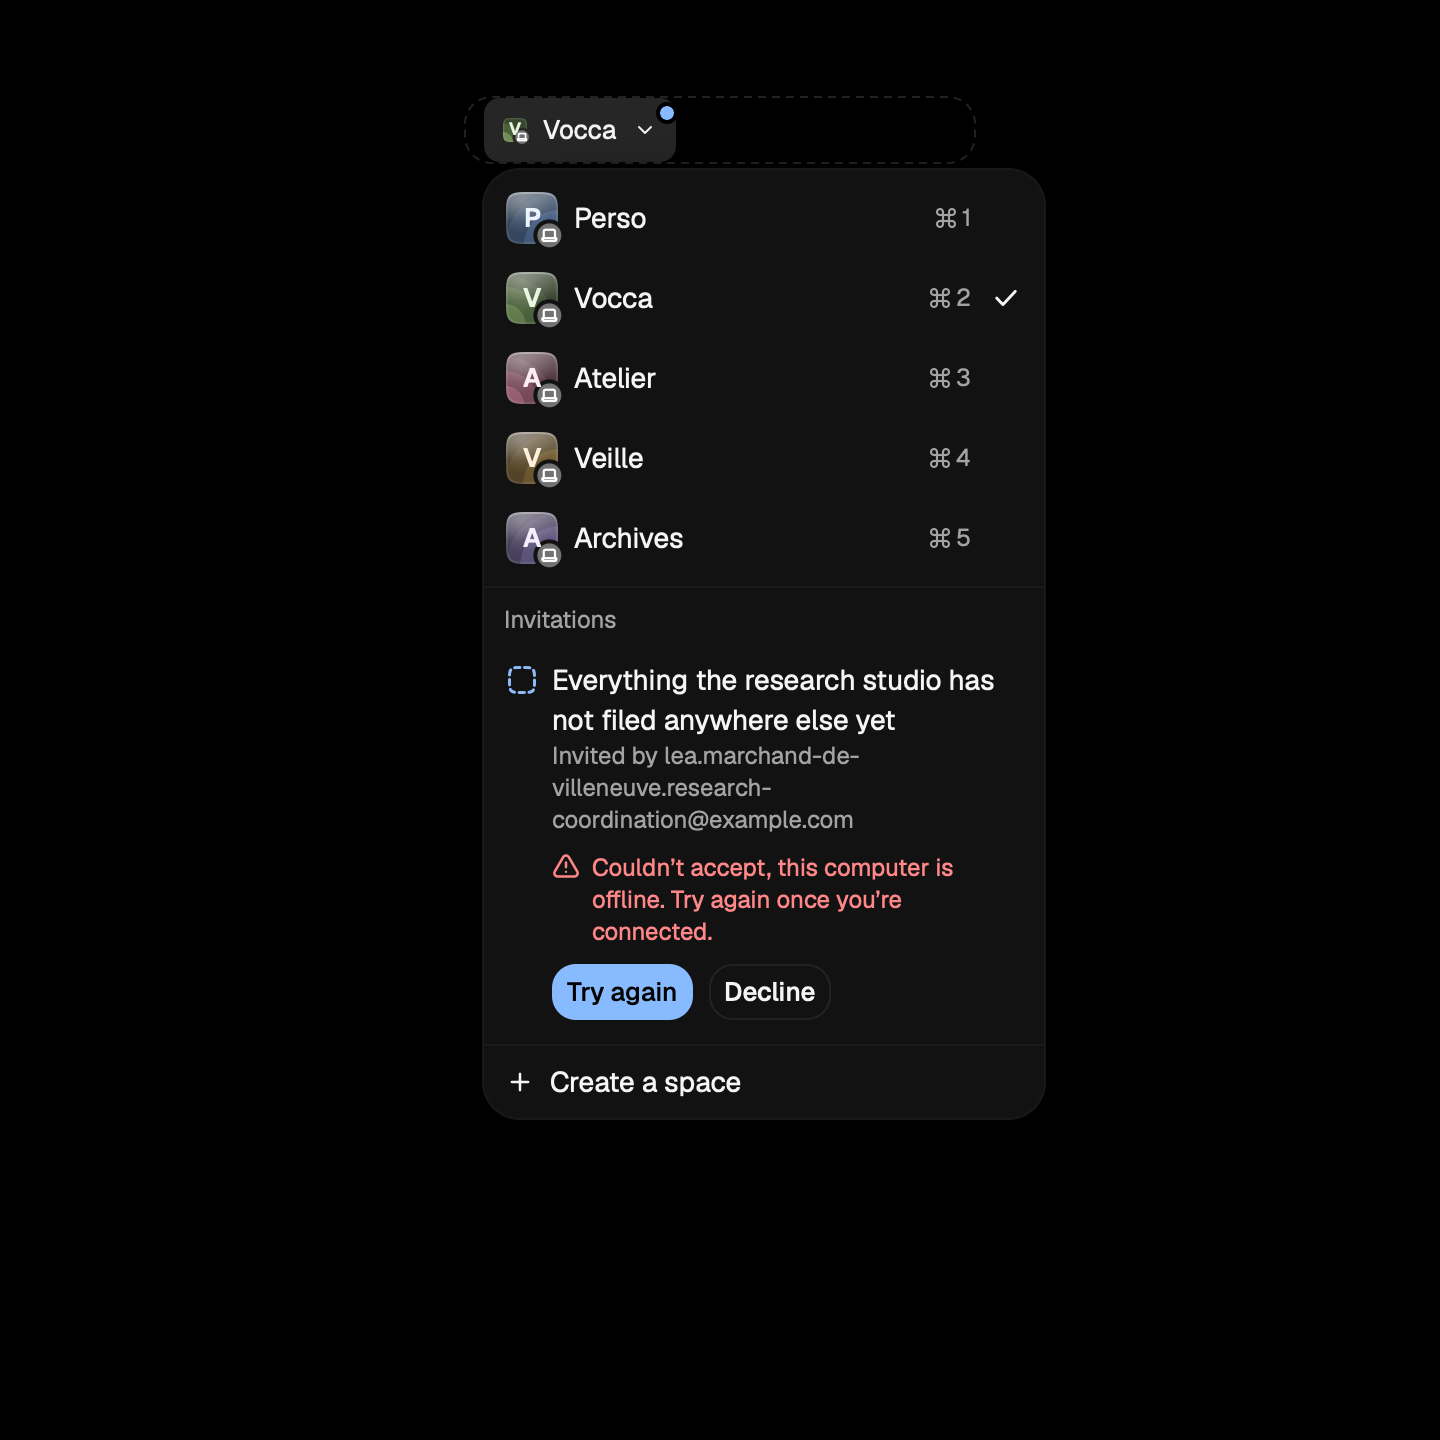 V Vocca
P Perso ⌘1
V Vocca ⌘2
A Atelier ⌘3
V Veille ⌘4
A Archives ⌘5
Invitations
Everything the research studio has
not filed anywhere else yet
Invited by lea.marchand-de-
villeneuve.research-
coordination@example.com
Couldn’t accept, this computer is
offline. Try again once you’re
connected.
Try again Decline
Create a space